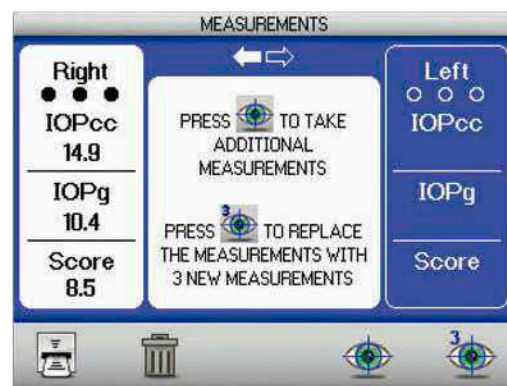 MEASUREMENTS
Right
IOPcc
14.9
IOPg
10.4
Score
8.5
PRESS TO TAKE
ADDITIONAL
MEASUREMENTS
3
PRESS TO REPLACE
THE MEASUREMENTS WITH
3 NEW MEASUREMENTS
Left
IOPcc
IOPg
Score
3